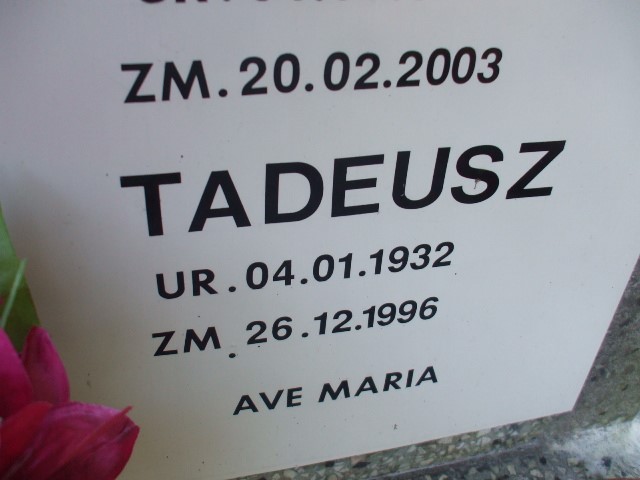 ZM. 20.02.2003
TADEUSZ
UR. 04.01.1932
ZM. 26.12.1996
AVE MARIA